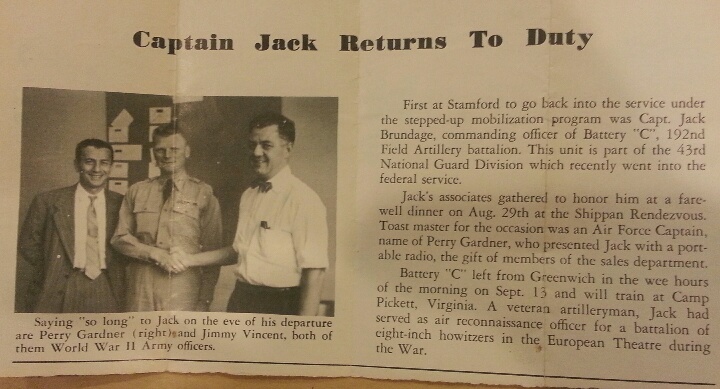 Captain Jack Returns To Duty
Saying "so long" to Jack on the eve of his departure
are Perry Gardner (right) and Jimmy Vincent, both of
them World War II Army officers.
First at Stamford to go back into the service under
the stepped-up mobilization program was Capt. Jack
Brundage, commanding officer of Battery "C", 192nd
Field Artillery battalion. This unit is part of the 43rd
National Guard Division which recently went into the
federal service.
Jack's associates gathered to honor him at a fare-
well dinner on Aug. 29th at the Shippan Rendezvous.
Toast master for the occasion was an Air Force Captain,
name of Perry Gardner, who presented Jack with a port-
able radio, the gift of members of the sales department.
Battery "C" left from Greenwich in the wee hours
of the morning on Sept. 13 and will train at Camp
Pickett, Virginia. A veteran artilleryman, Jack had
served as air reconnaissance officer for a battalion of
eight-inch howitzers in the European Theatre during
the War.